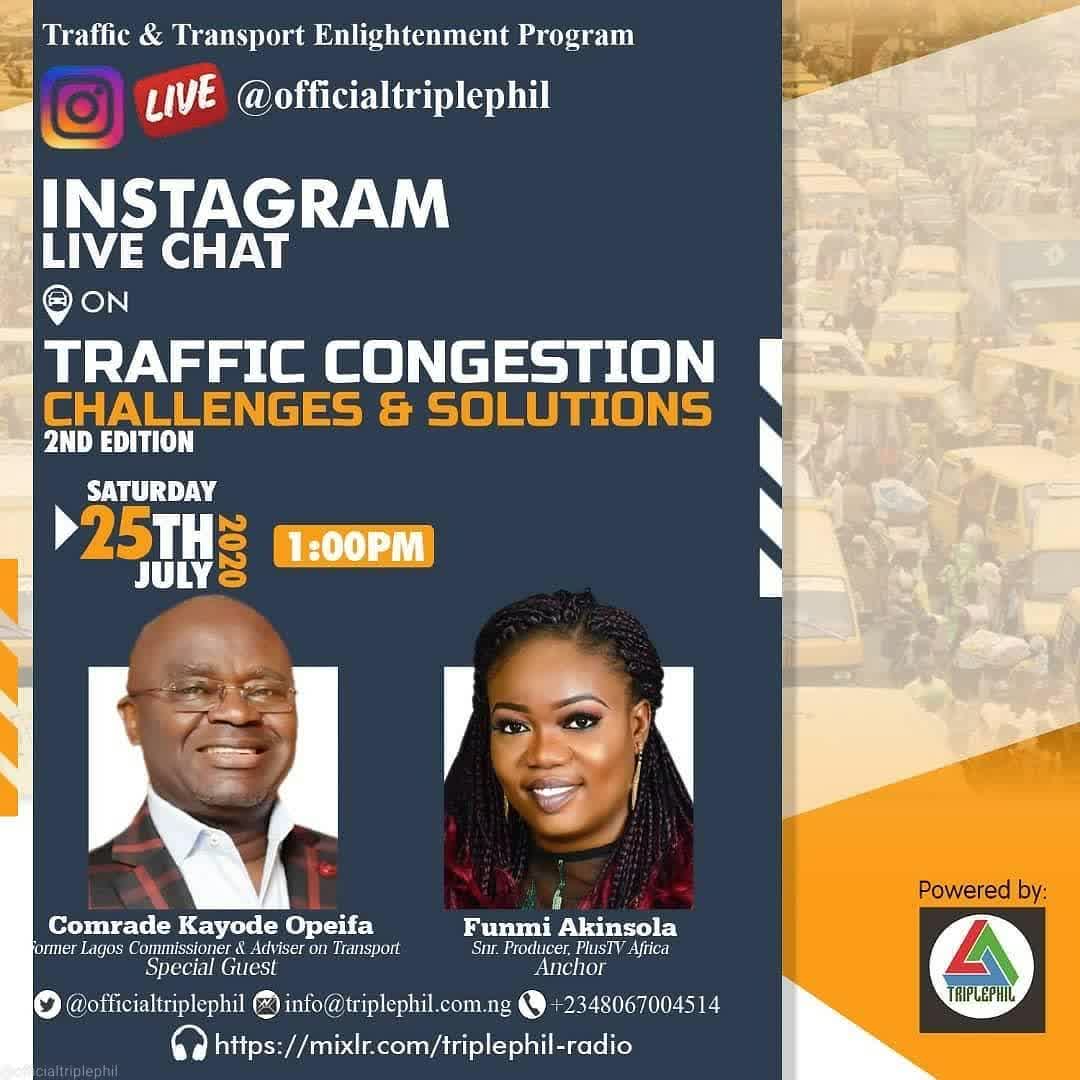 Traffic & Transport Enlightenment Program
LIVE @officialtriplephil
INSTAGRAM
LIVE CHAT
ON
TRAFFIC CONGESTION
CHALLENGES & SOLUTIONS
2ND EDITION
SATURDAY
25TH
JULY
2020
1:00PM
Comrade Kayode Opeifa
Former Lagos Commissioner & Adviser on Transport
Special Guest
Funmi Akinsola
Snr. Producer, PlusTV Africa
Anchor
@officialtriplephil info@triplephil.com.ng +2348067004514
https://mixlr.com/triplephil-radio
Powered by:
TRIPLEPHIL
@officialtriplephil